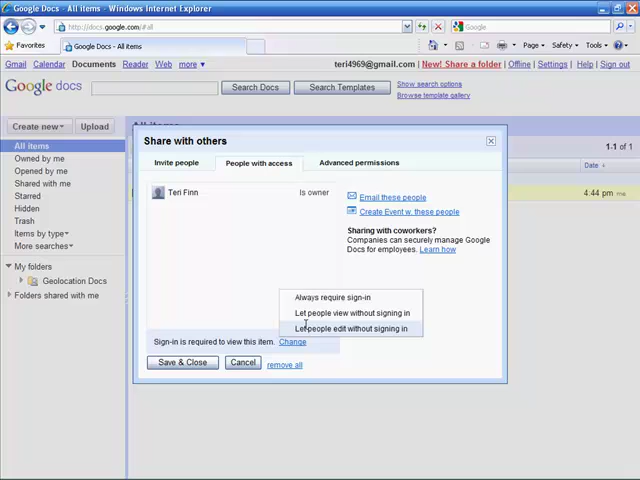 Google Docs - All items - Windows Internet Explorer
http://docs.google.com/#all
Google
Favorites
Google Docs - All items
Page
Safety
Tools
Gmail Calendar Documents Reader Web more
teri4969@gmail.com | New! Share a folder | Offline | Settings | Help | Sign out
Google docs
Search Docs
Search Templates
Show search options
Browse template gallery
Create new
Upload
All items
Owned by me
Opened by me
Shared with me
Starred
Hidden
Trash
Items by type
More searches
My folders
Geolocation Docs
Folders shared with me
1-1 of 1
Date
4:44 pm me
Share with others
Invite people
People with access
Advanced permissions
Teri Finn
Is owner
Email these people
Create Event w. these people
Sharing with coworkers?
Companies can securely manage Google
Docs for employees. Learn how
Always require sign-in
Let people view without signing in
Let people edit without signing in
Sign-in is required to view this item. Change
Save & Close
Cancel
remove all